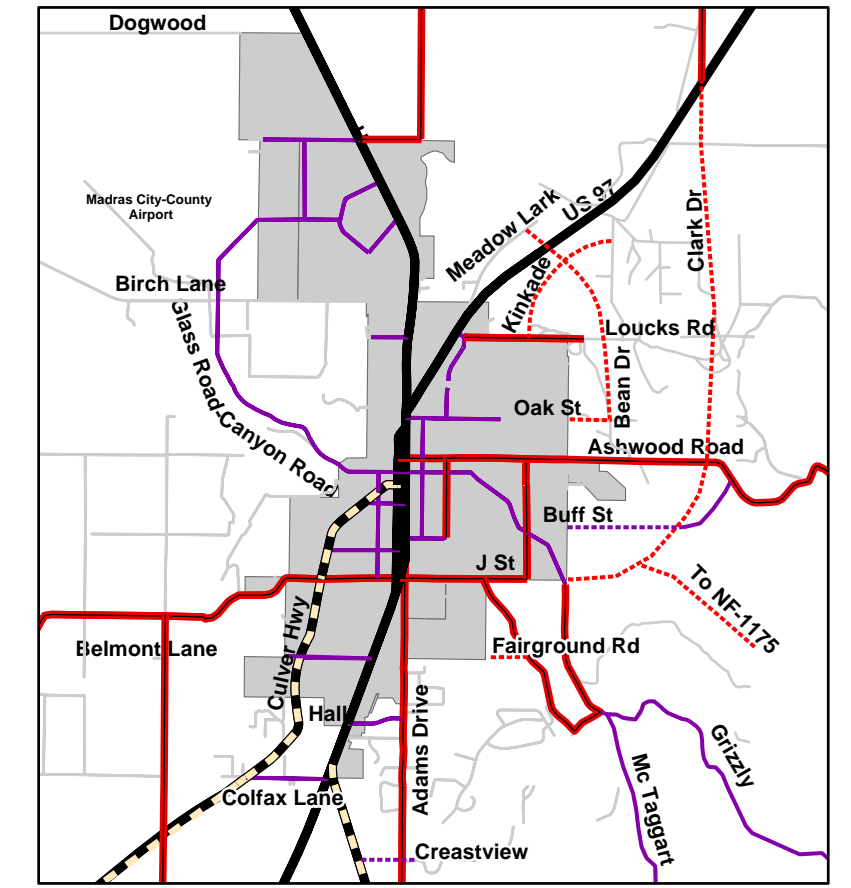 Dogwood
Madras City-County
Airport
Meadow Lark
US 97
Clark Dr
Birch Lane
Kinkade
Loucks Rd
Glass Road-Canyon Road
Bean Dr
Oak St
Ashwood Road
Buff St
J St
To NF-1175
Belmont Lane
Culver Hwy
Fairground Rd
Hall
Adams Drive
Grizzly
Mc Taggart
Colfax Lane
Creastview